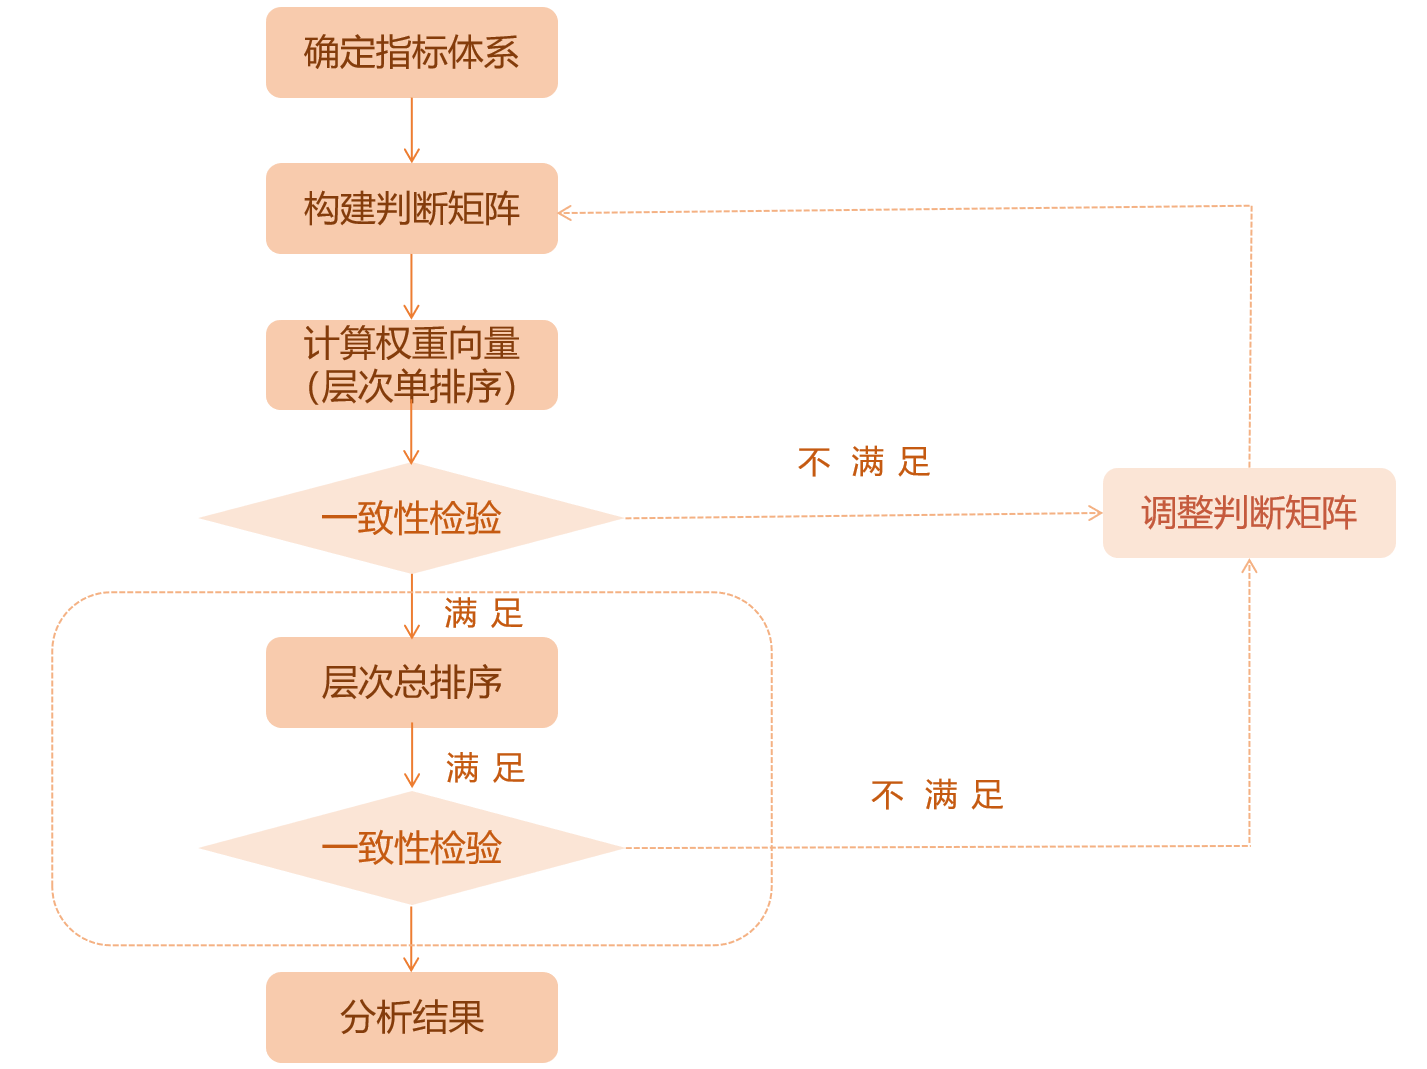 确定指标体系
构建判断矩阵
计算权重向量
（层次单排序）
不 满 足
一致性检验
调整判断矩阵
满 足
层次总排序
满 足
不 满 足
一致性检验
分析结果